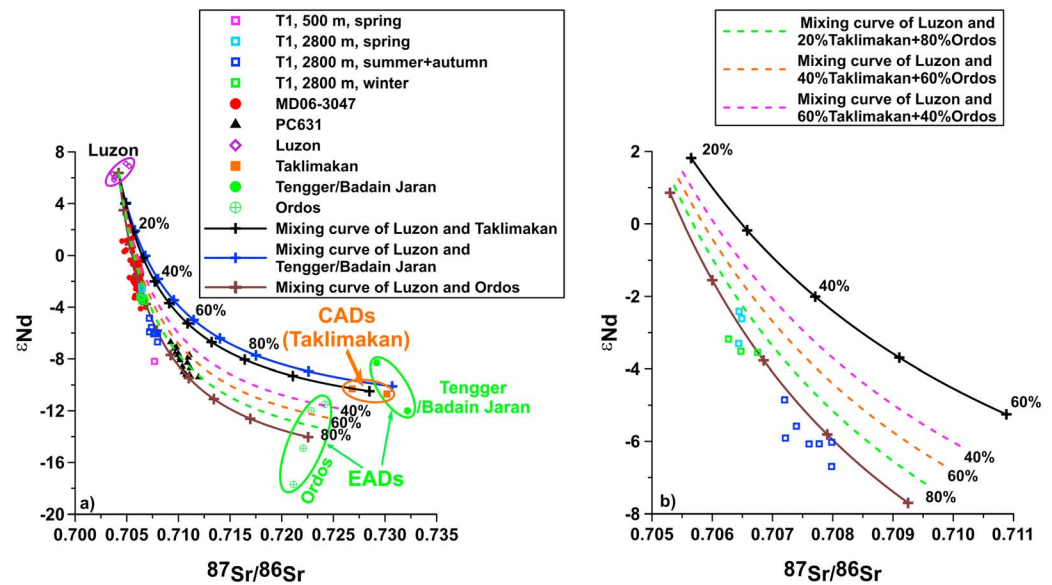 T1, 500 m, spring
T1, 2800 m, spring
T1, 2800 m, summer+autumn
T1, 2800 m, winter
MD06-3047
PC631
Luzon
Taklimakan
Tengger/Badain Jaran
Ordos
Mixing curve of Luzon and Taklimakan
Mixing curve of Luzon and
Tengger/Badain Jaran
Mixing curve of Luzon and Ordos
8
4
0
-4
-8
-12
-16
-20
εNd
Luzon
20%
40%
60%
80%
CADs
(Taklimakan)
Tengger
/Badain Jaran
40%
60%
80%
Ordos
EADs
a)
0.700
0.705
0.710
0.715
0.720
0.725
0.730
0.735
87Sr/86Sr
Mixing curve of Luzon and
20%Taklimakan+80%Ordos
Mixing curve of Luzon and
40%Taklimakan+60%Ordos
Mixing curve of Luzon and
60%Taklimakan+40%Ordos
2
0
-2
-4
-6
-8
εNd
20%
40%
60%
40%
60%
80%
b)
0.705
0.706
0.707
0.708
0.709
0.710
0.711
87Sr/86Sr